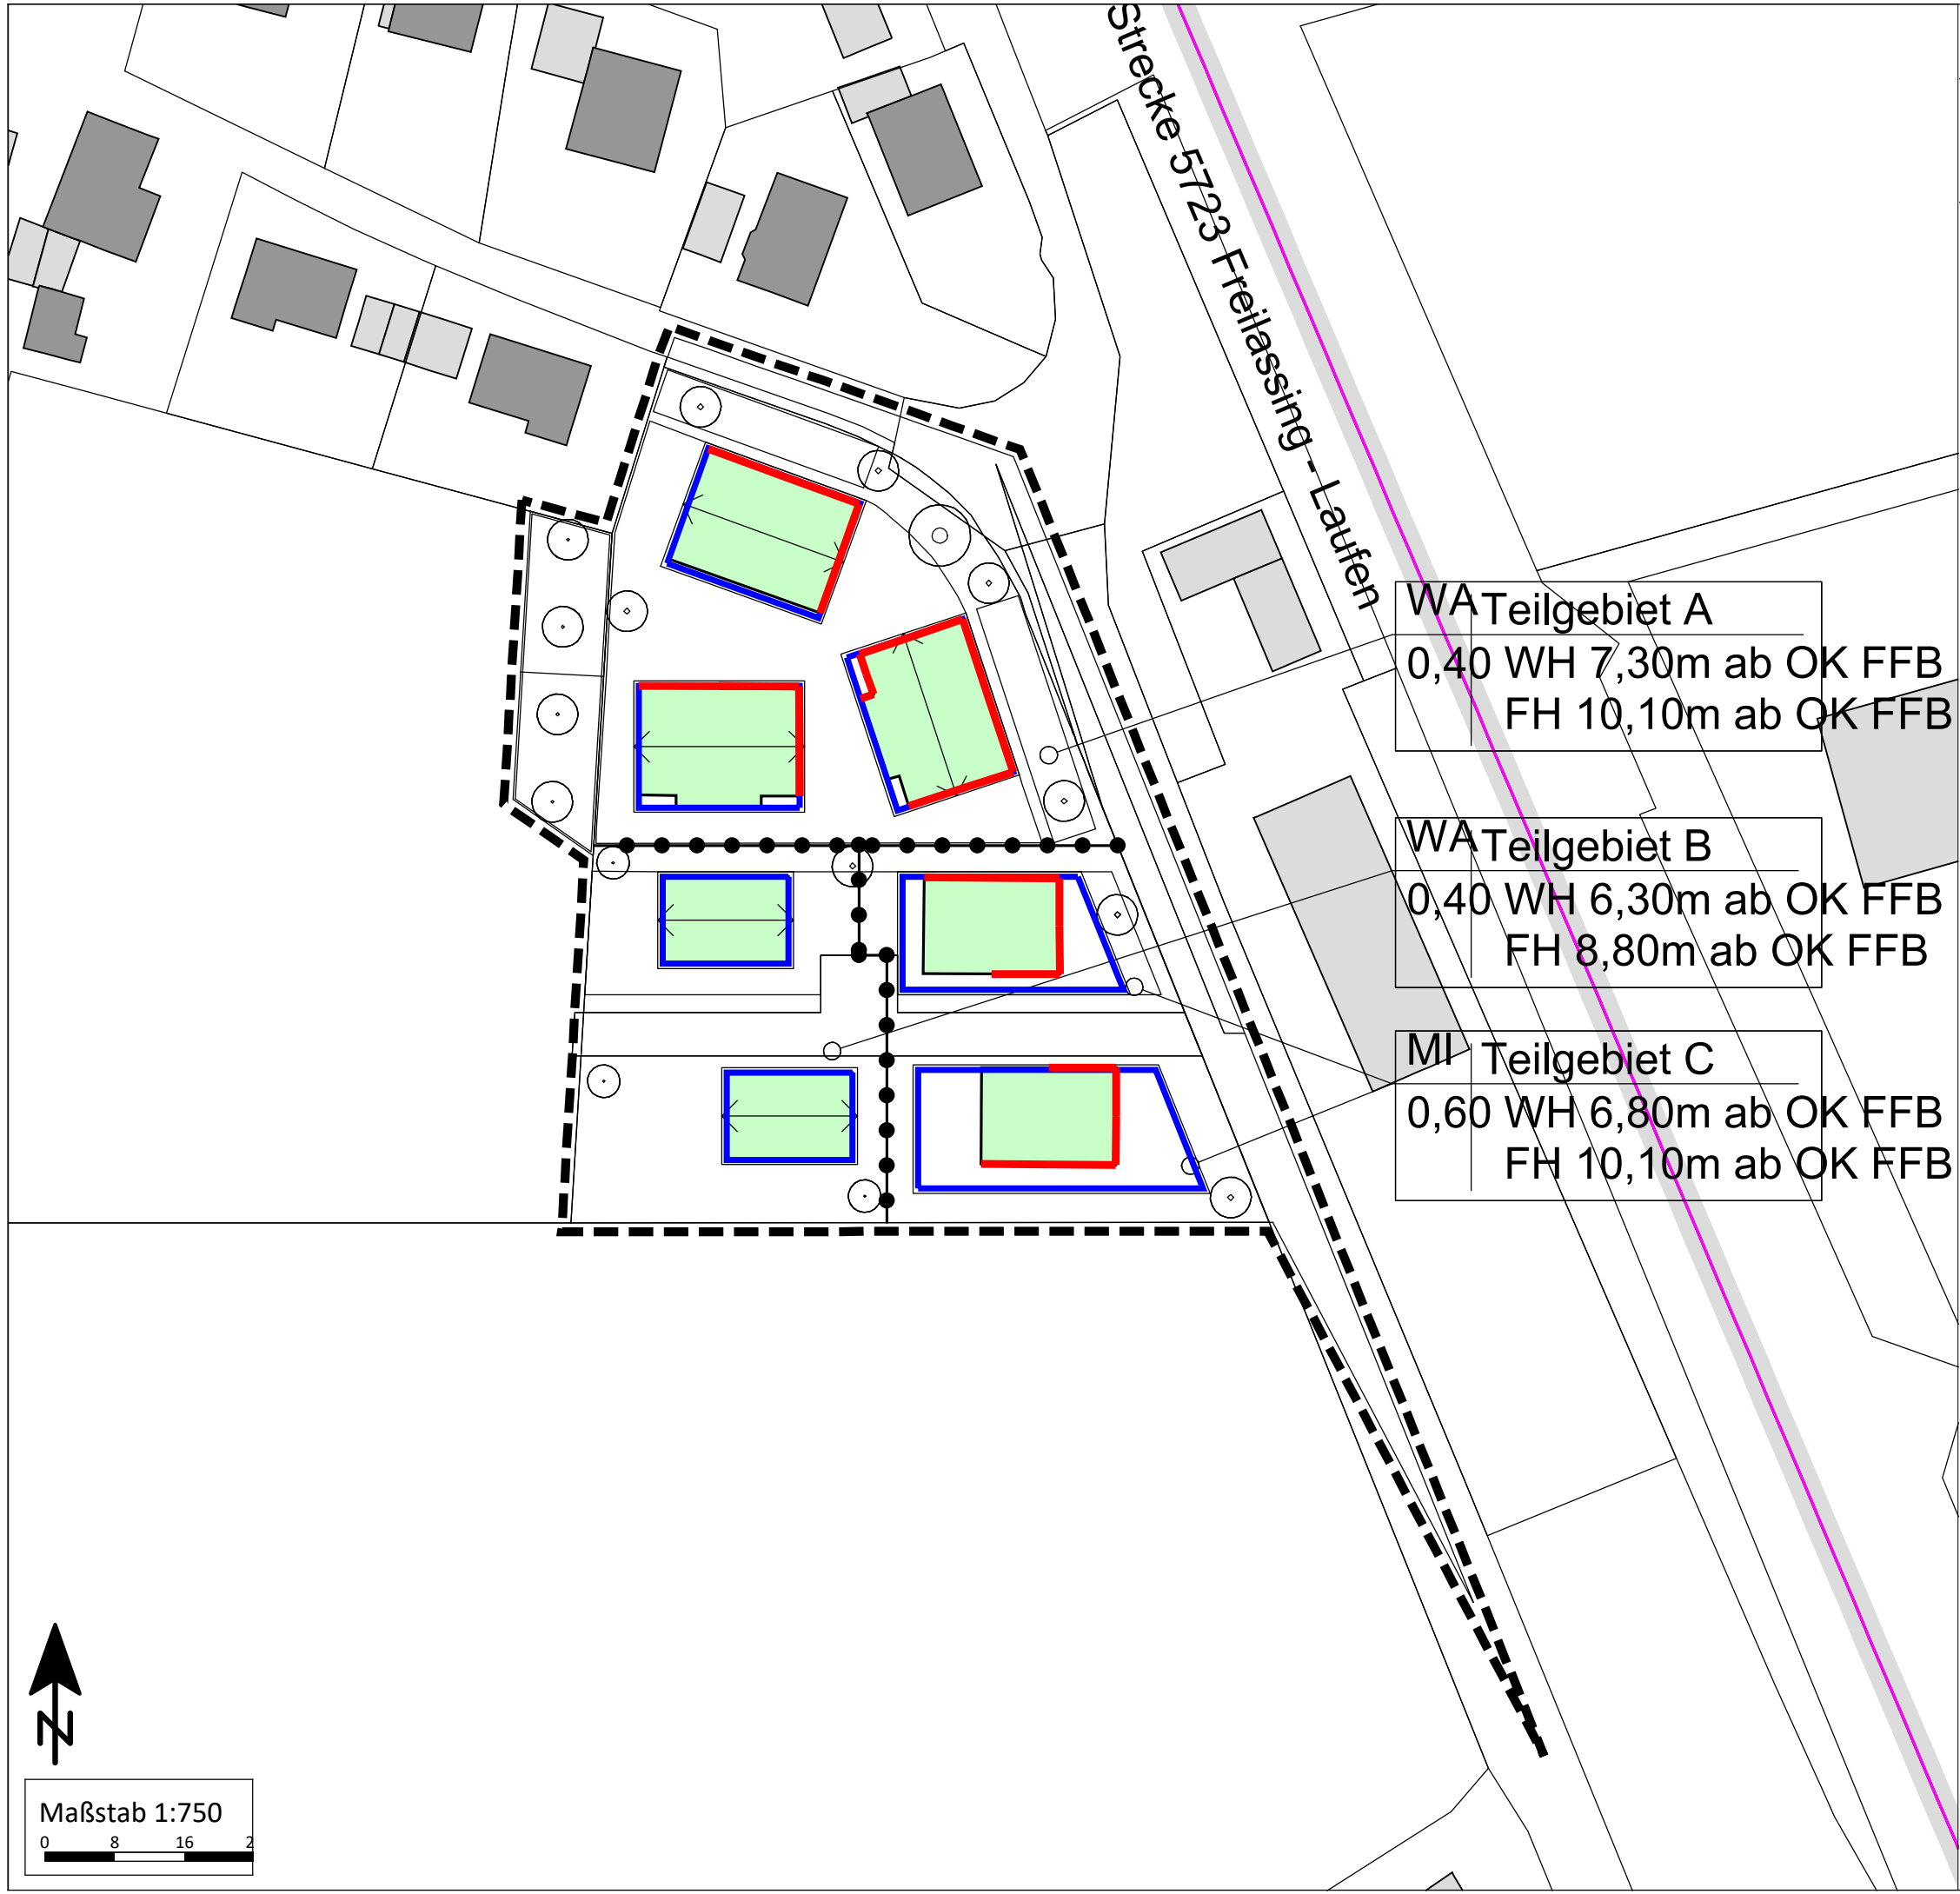 Strecke 5723 Freilassing - Laufen
WA Teilgebiet A
0,40 WH 7,30m ab OK FFB
FH 10,10m ab OK FFB
WA Teilgebiet B
0,40 WH 6,30m ab OK FFB
FH 8,80m ab OK FFB
MI Teilgebiet C
0,60 WH 6,80m ab OK FFB
FH 10,10m ab OK FFB
N
Maßstab 1:750
0 8 16 2